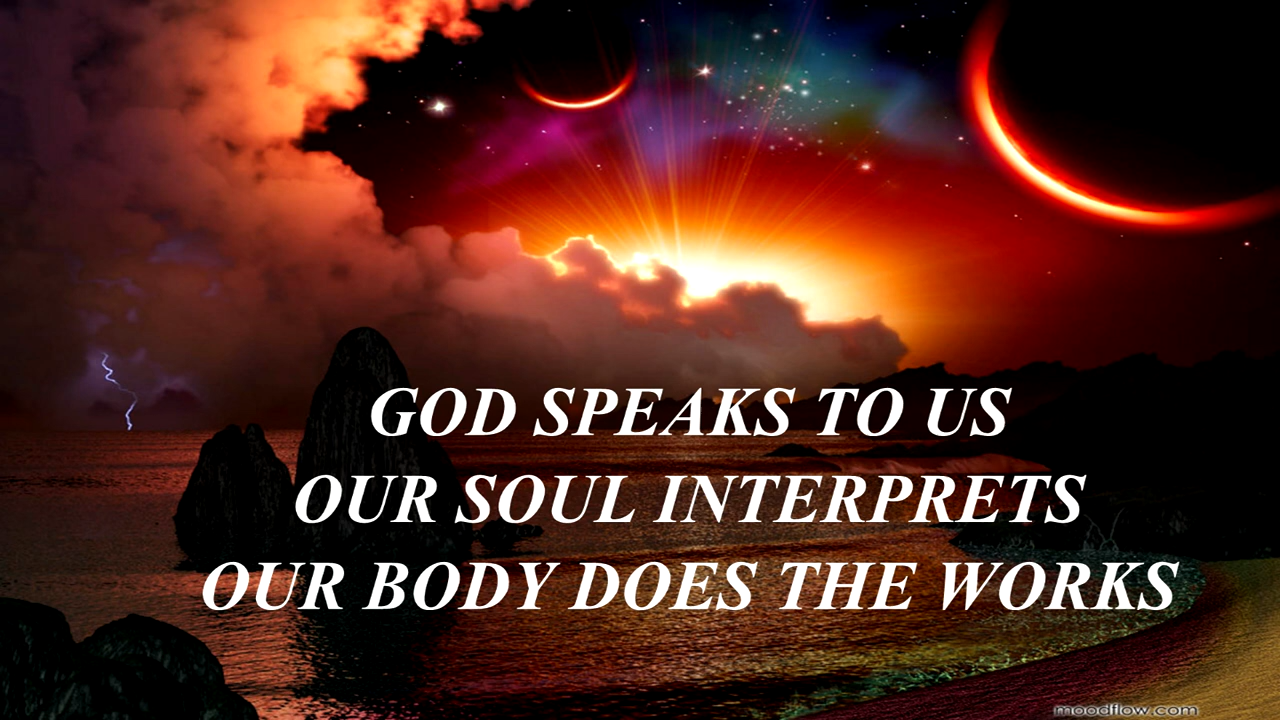 GOD SPEAKS TO US
OUR SOUL INTERPRETS
OUR BODY DOES THE WORKS
moodflow.com